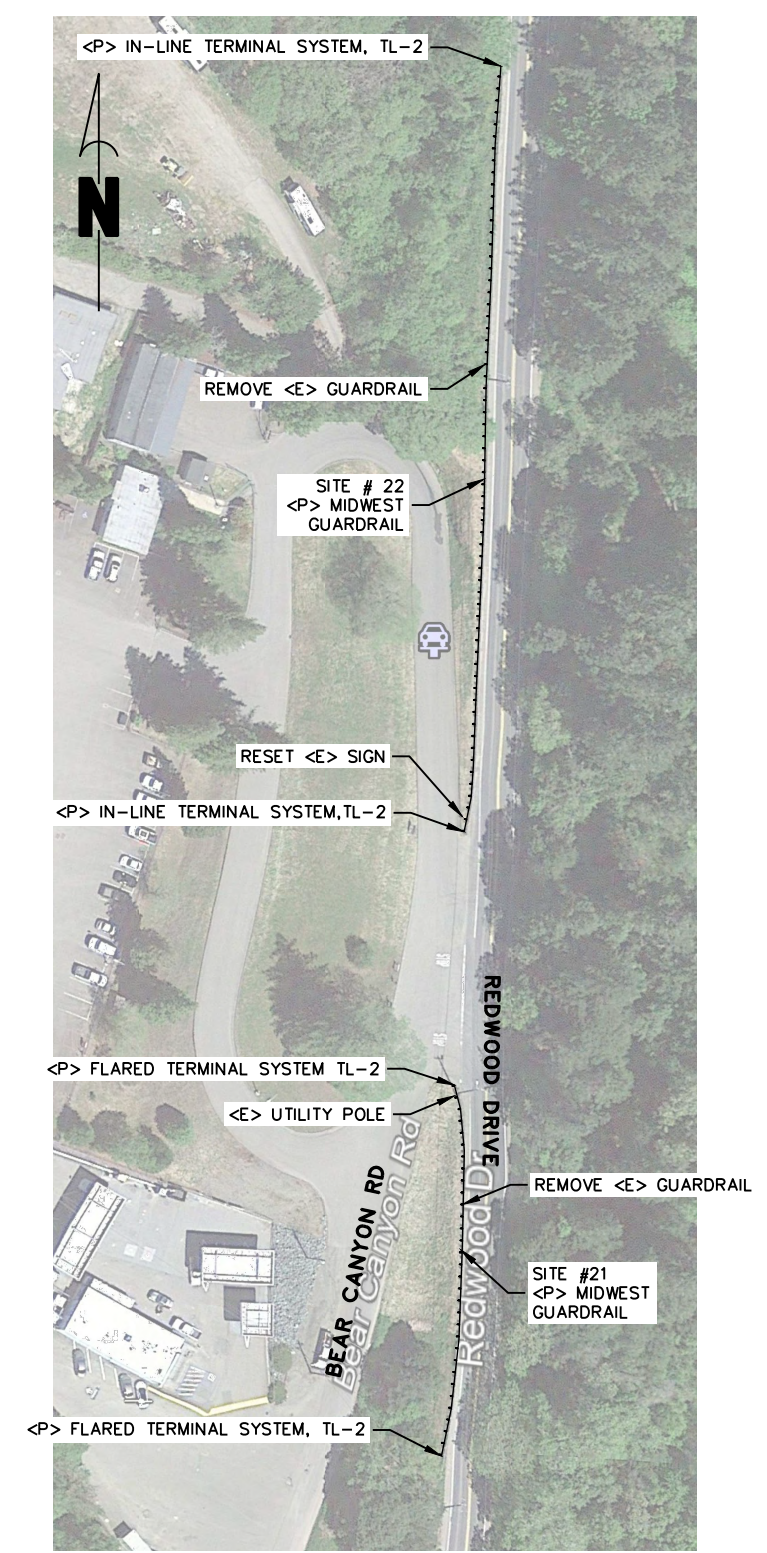 <P> IN-LINE TERMINAL SYSTEM, TL-2
N
REMOVE <E> GUARDRAIL
SITE # 22
<P> MIDWEST
GUARDRAIL
RESET <E> SIGN
<P> IN-LINE TERMINAL SYSTEM,TL-2
REDWOOD DRIVE
<P> FLARED TERMINAL SYSTEM TL-2
<E> UTILITY POLE
BEAR CANYON RD
Bear Canyon Rd
Redwood Dr
REMOVE <E> GUARDRAIL
SITE #21
<P> MIDWEST
GUARDRAIL
<P> FLARED TERMINAL SYSTEM, TL-2